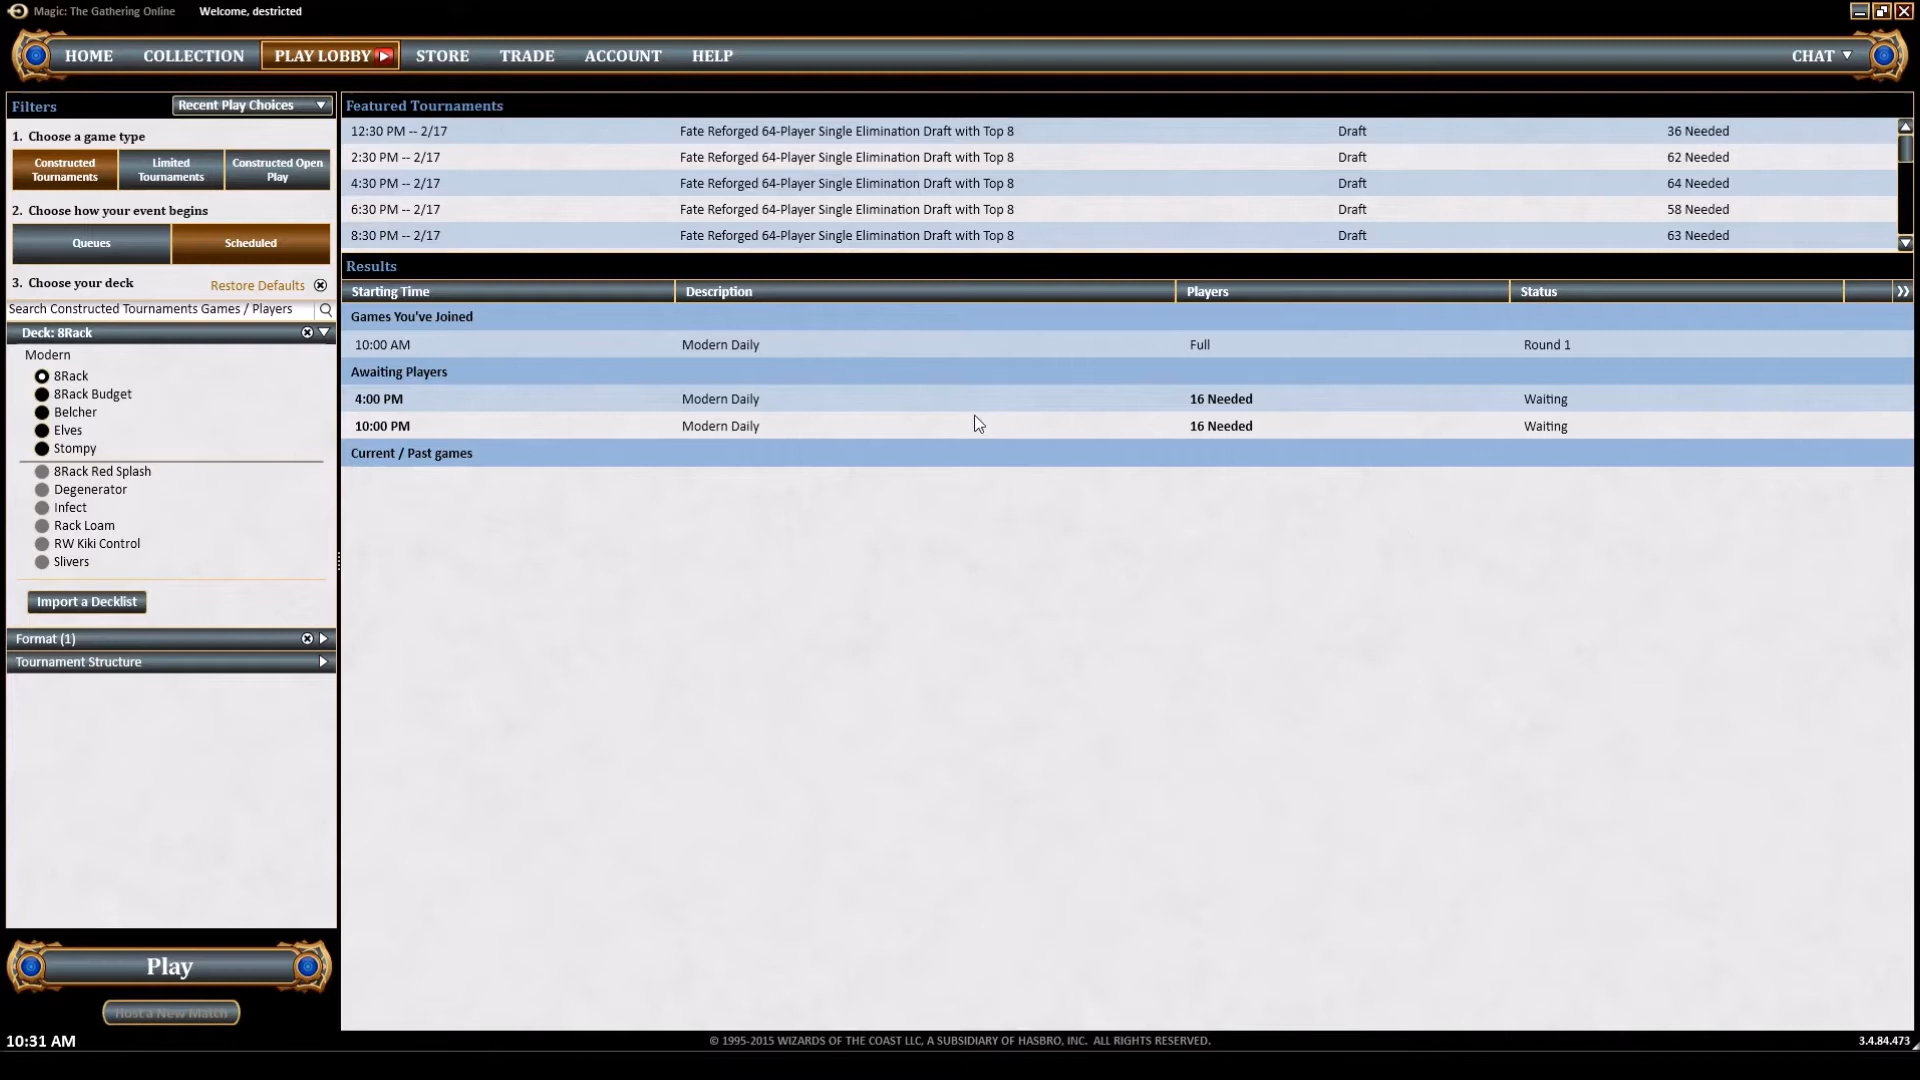 Magic: The Gathering Online Welcome, destricted
HOME COLLECTION PLAY LOBBY STORE TRADE ACCOUNT HELP CHAT
Filters Recent Play Choices
1. Choose a game type
Constructed Tournaments
Limited Tournaments
Constructed Open Play
2. Choose how your event begins
Queues Scheduled
3. Choose your deck Restore Defaults
Search Constructed Tournaments Games / Players
Deck: 8Rack
Modern
8Rack
8Rack Budget
Belcher
Elves
Stompy
8Rack Red Splash
Degenerator
Infect
Rack Loam
RW Kiki Control
Slivers
Import a Decklist
Format (1)
Tournament Structure
Play
Host a New Match
10:31 AM
Featured Tournaments
12:30 PM -- 2/17 Fate Reforged 64-Player Single Elimination Draft with Top 8 Draft 36 Needed
2:30 PM -- 2/17 Fate Reforged 64-Player Single Elimination Draft with Top 8 Draft 62 Needed
4:30 PM -- 2/17 Fate Reforged 64-Player Single Elimination Draft with Top 8 Draft 64 Needed
6:30 PM -- 2/17 Fate Reforged 64-Player Single Elimination Draft with Top 8 Draft 58 Needed
8:30 PM -- 2/17 Fate Reforged 64-Player Single Elimination Draft with Top 8 Draft 63 Needed
Results
Starting Time Description Players Status
Games You've Joined
10:00 AM Modern Daily Full Round 1
Awaiting Players
4:00 PM Modern Daily 16 Needed Waiting
10:00 PM Modern Daily 16 Needed Waiting
Current / Past games
© 1995-2015 WIZARDS OF THE COAST LLC, A SUBSIDIARY OF HASBRO, INC. ALL RIGHTS RESERVED.
3.4.84.473